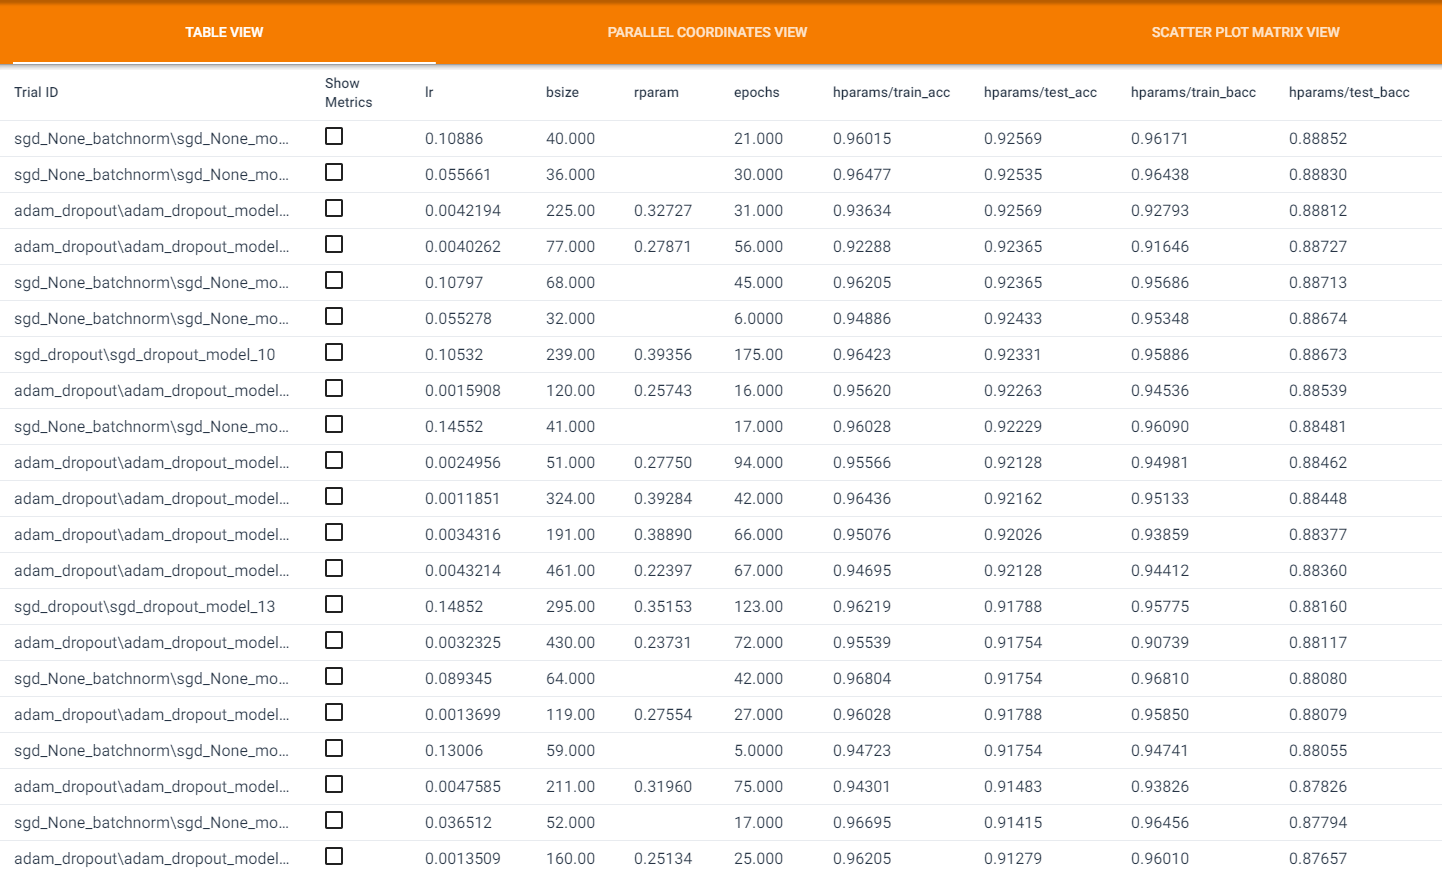 TABLE VIEW PARALLEL COORDINATES VIEW SCATTER PLOT MATRIX VIEW
Trial ID Show Metrics lr bsize rparam epochs hparams/train_acc hparams/test_acc hparams/train_bacc hparams/test_bacc
sgd_None_batchnorm\sgd_None_mo... 0.10886 40.000 21.000 0.96015 0.92569 0.96171 0.88852
sgd_None_batchnorm\sgd_None_mo... 0.055661 36.000 30.000 0.96477 0.92535 0.96438 0.88830
adam_dropout\adam_dropout_model... 0.0042194 225.00 0.32727 31.000 0.93634 0.92569 0.92793 0.88812
adam_dropout\adam_dropout_model... 0.0040262 77.000 0.27871 56.000 0.92288 0.92365 0.91646 0.88727
sgd_None_batchnorm\sgd_None_mo... 0.10797 68.000 45.000 0.96205 0.92365 0.95686 0.88713
sgd_None_batchnorm\sgd_None_mo... 0.055278 32.000 6.0000 0.94886 0.92433 0.95348 0.88674
sgd_dropout\sgd_dropout_model_10 0.10532 239.00 0.39356 175.00 0.96423 0.92331 0.95886 0.88673
adam_dropout\adam_dropout_model... 0.0015908 120.00 0.25743 16.000 0.95620 0.92263 0.94536 0.88539
sgd_None_batchnorm\sgd_None_mo... 0.14552 41.000 17.000 0.96028 0.92229 0.96090 0.88481
adam_dropout\adam_dropout_model... 0.0024956 51.000 0.27750 94.000 0.95566 0.92128 0.94981 0.88462
adam_dropout\adam_dropout_model... 0.0011851 324.00 0.39284 42.000 0.96436 0.92162 0.95133 0.88448
adam_dropout\adam_dropout_model... 0.0034316 191.00 0.38890 66.000 0.95076 0.92026 0.93859 0.88377
adam_dropout\adam_dropout_model... 0.0043214 461.00 0.22397 67.000 0.94695 0.92128 0.94412 0.88360
sgd_dropout\sgd_dropout_model_13 0.14852 295.00 0.35153 123.00 0.96219 0.91788 0.95775 0.88160
adam_dropout\adam_dropout_model... 0.0032325 430.00 0.23731 72.000 0.95539 0.91754 0.90739 0.88117
sgd_None_batchnorm\sgd_None_mo... 0.089345 64.000 42.000 0.96804 0.91754 0.96810 0.88080
adam_dropout\adam_dropout_model... 0.0013699 119.00 0.27554 27.000 0.96028 0.91788 0.95850 0.88079
sgd_None_batchnorm\sgd_None_mo... 0.13006 59.000 5.0000 0.94723 0.91754 0.94741 0.88055
adam_dropout\adam_dropout_model... 0.0047585 211.00 0.31960 75.000 0.94301 0.91483 0.93826 0.87826
sgd_None_batchnorm\sgd_None_mo... 0.036512 52.000 17.000 0.96695 0.91415 0.96456 0.87794
adam_dropout\adam_dropout_model... 0.0013509 160.00 0.25134 25.000 0.96205 0.91279 0.96010 0.87657